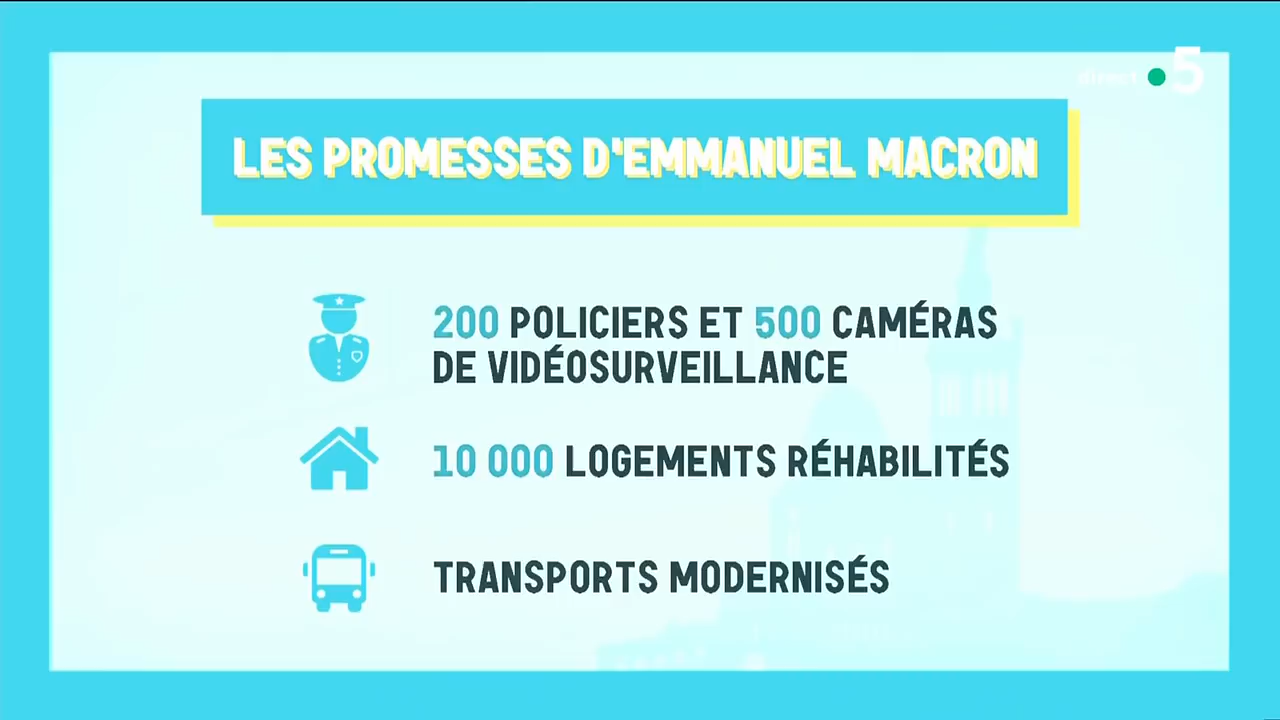 direct 5
LES PROMESSES D'EMMANUEL MACRON
200 POLICIERS ET 500 CAMÉRAS
DE VIDÉOSURVEILLANCE
10 000 LOGEMENTS RÉHABILITÉS
TRANSPORTS MODERNISÉS